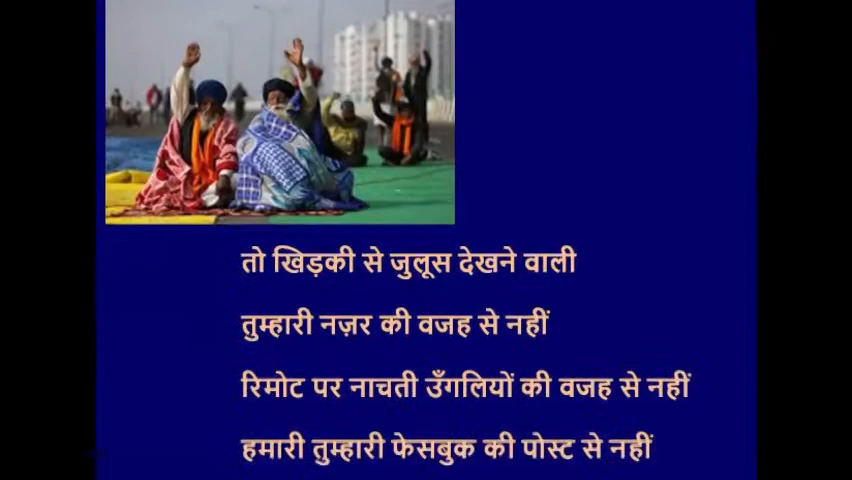 तो खिड़की से जुलूस देखने वाली
तुम्हारी नज़र की वजह से नहीं
रिमोट पर नाचती उँगलियों की वजह से नहीं
हमारी तुम्हारी फेसबुक की पोस्ट से नहीं